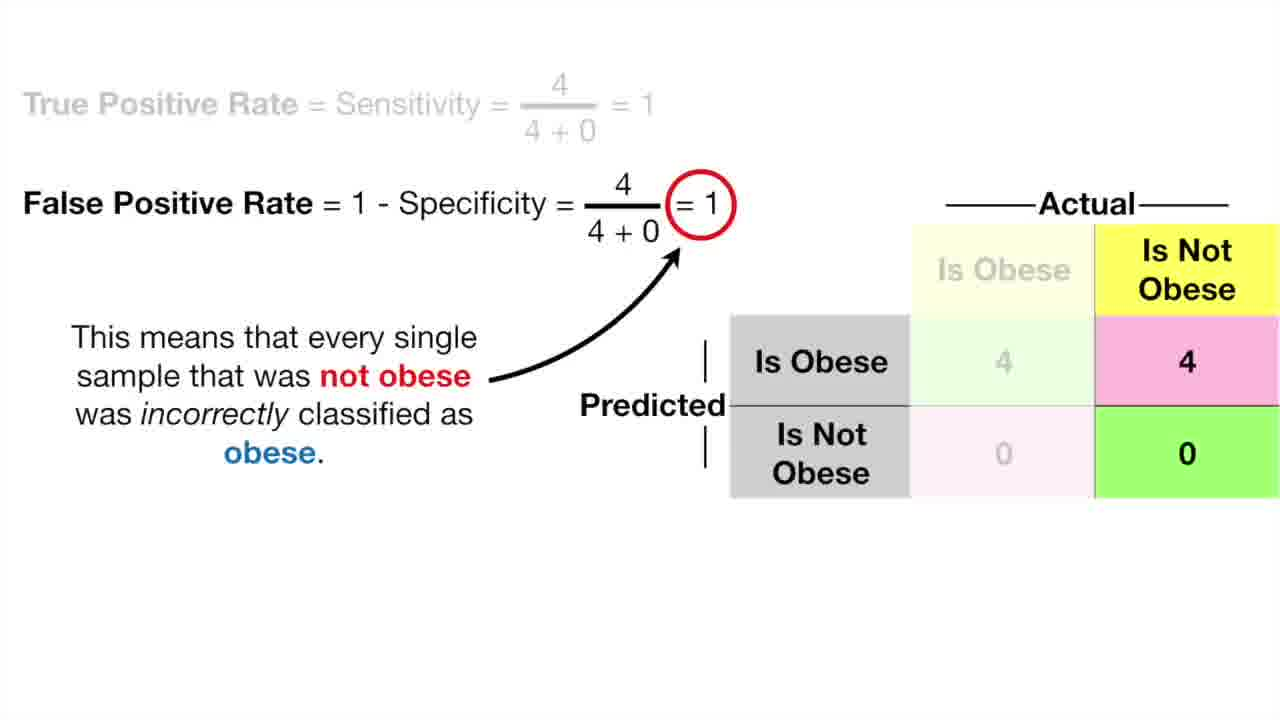 True Positive Rate = Sensitivity = 4 / 4 + 0 = 1
False Positive Rate = 1 - Specificity = 4 / 4 + 0 = 1
This means that every single
sample that was not obese
was incorrectly classified as
obese.
Actual
Is Obese
Is Not
Obese
Predicted
Is Obese
4
4
Is Not
Obese
0
0